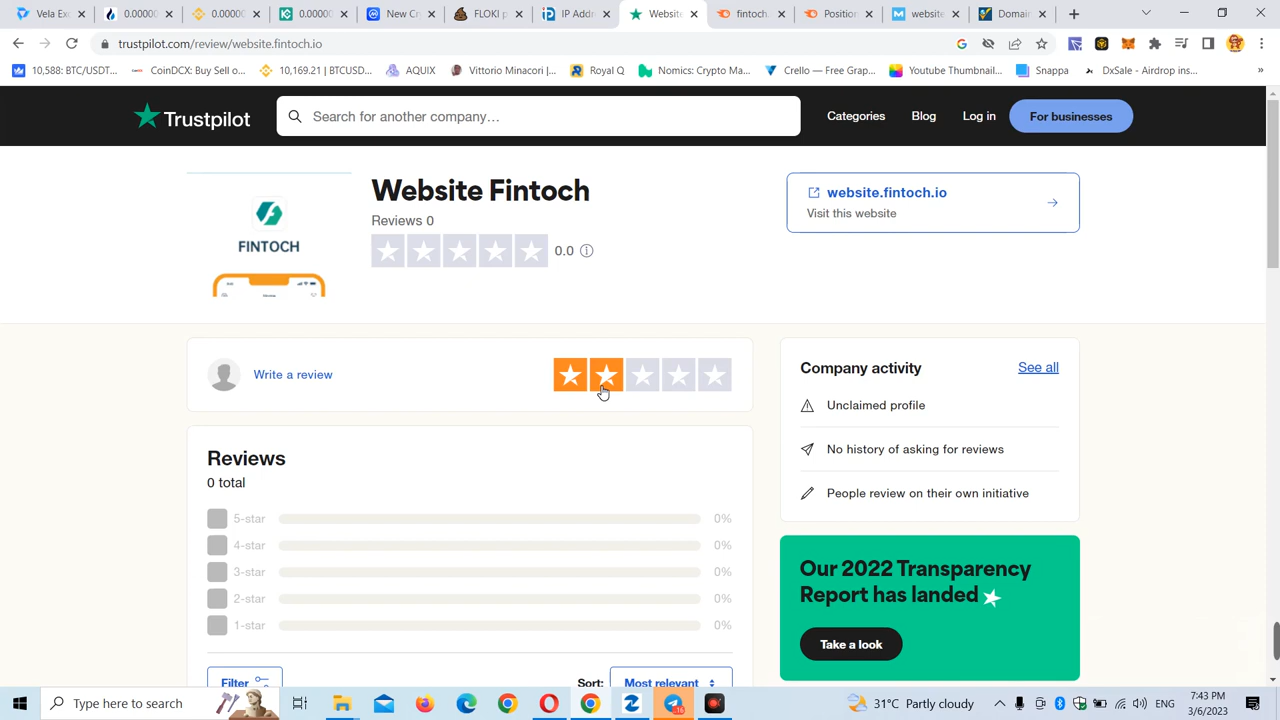 Vela Ex
0.0000
0.0000
0.0000
New Cry
FLOKI p
IP Addr
Websit
fintoch.
Position
website
Domain
trustpilot.com/review/website.fintoch.io
10,588: BTC/USDT...
CoinDCX: Buy Sell o...
10,169.21 | BTCUSD...
AQUIX
Vittorio Minacori |...
Royal Q
Nomics: Crypto Ma...
Crello — Free Grap...
Youtube Thumbnail...
Snappa
DxSale - Airdrop ins...
»
Trustpilot
Search for another company...
Categories
Blog
Log in
For businesses
FINTOCH
Website Fintoch
Reviews 0
0.0
website.fintoch.io
Visit this website
Write a review
Company activity
See all
Unclaimed profile
No history of asking for reviews
People review on their own initiative
Reviews
0 total
5-star 0%
4-star 0%
3-star 0%
2-star 0%
1-star 0%
Filter
Sort:
Most relevant
Our 2022 Transparency
Report has landed
Take a look
Type here to search
16
31°C Partly cloudy
ENG
7:43 PM
3/6/2023